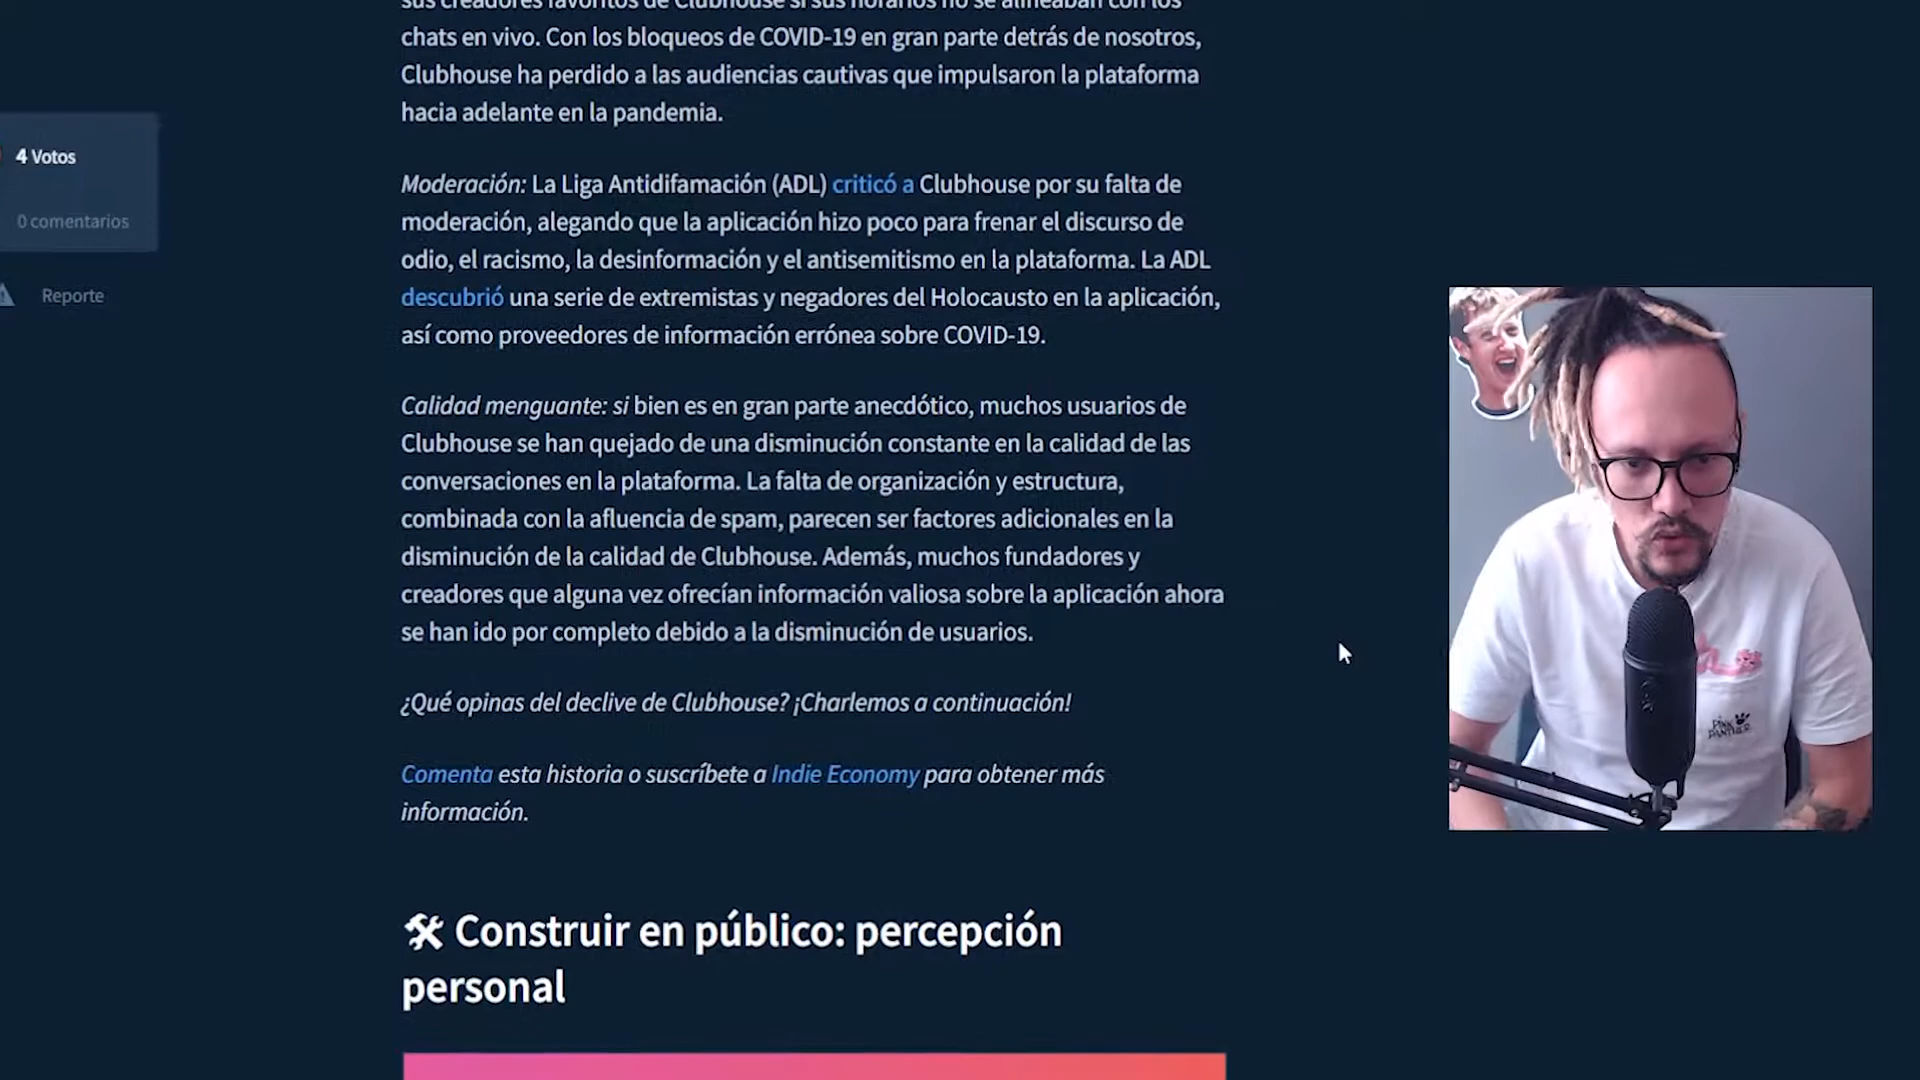 sus creadores favoritos de Clubhouse si sus horarios no se alineaban con los
chats en vivo. Con los bloqueos de COVID-19 en gran parte detrás de nosotros,
Clubhouse ha perdido a las audiencias cautivas que impulsaron la plataforma
hacia adelante en la pandemia.
4 Votos
0 comentarios
Reporte
Moderación: La Liga Antidifamación (ADL) criticó a Clubhouse por su falta de
moderación, alegando que la aplicación hizo poco para frenar el discurso de
odio, el racismo, la desinformación y el antisemitismo en la plataforma. La ADL
descubrió una serie de extremistas y negadores del Holocausto en la aplicación,
así como proveedores de información errónea sobre COVID-19.
Calidad menguante: si bien es en gran parte anecdótico, muchos usuarios de
Clubhouse se han quejado de una disminución constante en la calidad de las
conversaciones en la plataforma. La falta de organización y estructura,
combinada con la afluencia de spam, parecen ser factores adicionales en la
disminución de la calidad de Clubhouse. Además, muchos fundadores y
creadores que alguna vez ofrecían información valiosa sobre la aplicación ahora
se han ido por completo debido a la disminución de usuarios.
¿Qué opinas del declive de Clubhouse? ¡Charlemos a continuación!
Comenta esta historia o suscríbete a Indie Economy para obtener más
información.
🛠 Construir en público: percepción
personal
PINK
PANTHER